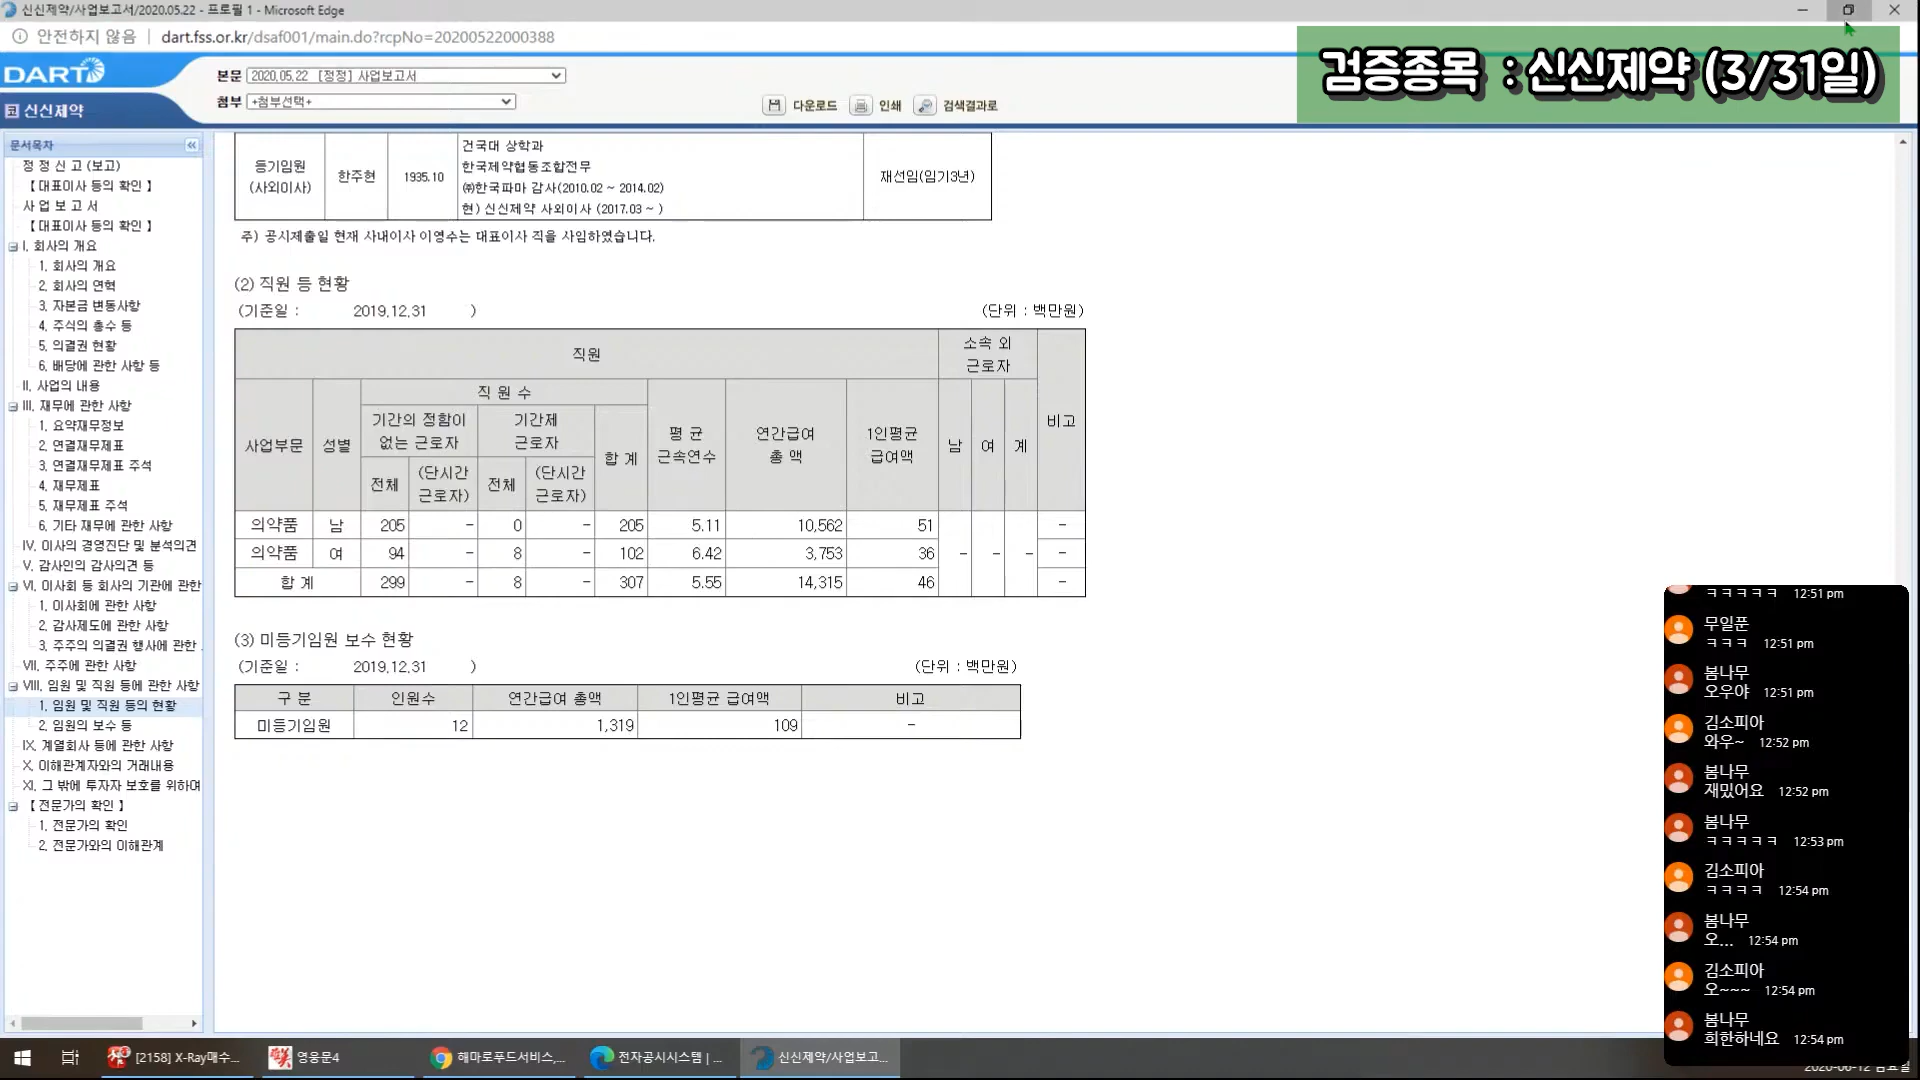 신신제약/사업보고서/2020.05.22 - 프로필 1 - Microsoft Edge
안전하지 않음 | dart.fss.or.kr/dsaf001/main.do?rcpNo=20200522000388
검증종목 : 신신제약 (3/31일)
DART
본문 2020.05.22 [정정] 사업보고서
첨부 +첨부선택+
다운로드 인쇄 검색결과로
코 신신제약
문서목차
정 정 신 고 (보고)
【 대표이사 등의 확인 】
사 업 보 고 서
【 대표이사 등의 확인 】
I. 회사의 개요
1. 회사의 개요
2. 회사의 연혁
3. 자본금 변동사항
4. 주식의 총수 등
5. 의결권 현황
6. 배당에 관한 사항 등
II. 사업의 내용
III. 재무에 관한 사항
1. 요약재무정보
2. 연결재무제표
3. 연결재무제표 주석
4. 재무제표
5. 재무제표 주석
6. 기타 재무에 관한 사항
IV. 이사의 경영진단 및 분석의견
V. 감사인의 감사의견 등
VI. 이사회 등 회사의 기관에 관한
1. 이사회에 관한 사항
2. 감사제도에 관한 사항
3. 주주의 의결권 행사에 관한
VII. 주주에 관한 사항
VIII. 임원 및 직원 등에 관한 사항
1. 임원 및 직원 등의 현황
2. 임원의 보수 등
IX. 계열회사 등에 관한 사항
X. 이해관계자와의 거래내용
XI. 그 밖에 투자자 보호를 위하여
【 전문가의 확인 】
1. 전문가의 확인
2. 전문가와의 이해관계
등기임원
(사외이사)
한주현
1935.10
건국대 상학과
한국제약협동조합전무
㈜한국파마 감사(2010.02 ~ 2014.02)
현) 신신제약 사외이사 (2017.03 ~ )
재선임(임기3년)
주) 공시제출일 현재 사내이사 이영수는 대표이사 직을 사임하였습니다.
(2) 직원 등 현황
(기준일 : 2019.12.31 ) (단위 : 백만원)
직원
소속 외
근로자
비고
사업부문
성별
직 원 수
기간의 정함이
없는 근로자
기간제
근로자
합 계
전체
(단시간
근로자)
전체
(단시간
근로자)
평 균
근속연수
연간급여
총 액
1인평균
급여액
남 여 계
의약품 남 205 - 0 - 205 5.11 10,562 51 -
의약품 여 94 - 8 - 102 6.42 3,753 36 - - - -
합 계 299 - 8 - 307 5.55 14,315 46 -
(3) 미등기임원 보수 현황
(기준일 : 2019.12.31 ) (단위 : 백만원)
구 분 인원수 연간급여 총액 1인평균 급여액 비고
미등기임원 12 1,319 109 -
ㅋㅋㅋㅋㅋ 12:51 pm
무일푼
ㅋㅋㅋ 12:51 pm
봄나무
오우야 12:51 pm
김소피아
와우~ 12:52 pm
봄나무
재밌어요 12:52 pm
봄나무
ㅋㅋㅋㅋㅋ 12:53 pm
김소피아
ㅋㅋㅋㅋ 12:54 pm
봄나무
오... 12:54 pm
김소피아
오~~~ 12:54 pm
봄나무
희한하네요 12:54 pm
[2158] X-Ray매수...
영웅문4
해마로푸드서비스,...
전자공시시스템 | ...
신신제약/사업보고...
2020-06-12 금요일